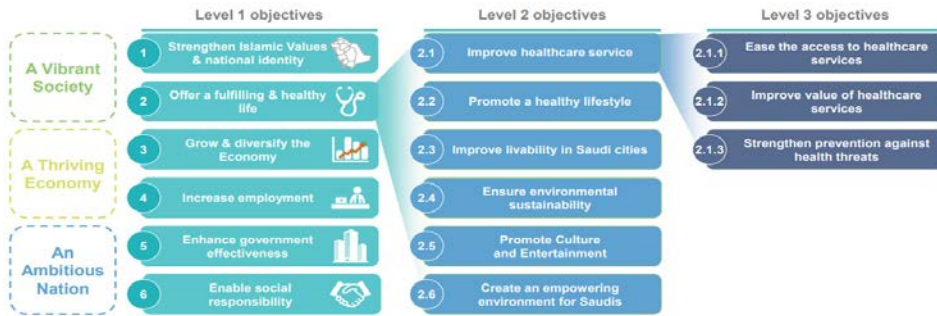 Level 1 objectives
Level 2 objectives
Level 3 objectives
A Vibrant
Society
A Thriving
Economy
An
Ambitious
Nation
1
Strengthen Islamic Values
& national identity
2
Offer a fulfilling & healthy
life
3
Grow & diversify the
Economy
4
Increase employment
5
Enhance government
effectiveness
6
Enable social
responsibility
2.1
Improve healthcare service
2.2
Promote a healthy lifestyle
2.3
Improve livability in Saudi cities
2.4
Ensure environmental
sustainability
2.5
Promote Culture
and Entertainment
2.6
Create an empowering
environment for Saudis
2.1.1
Ease the access to healthcare
services
2.1.2
Improve value of healthcare
services
2.1.3
Strengthen prevention against
health threats